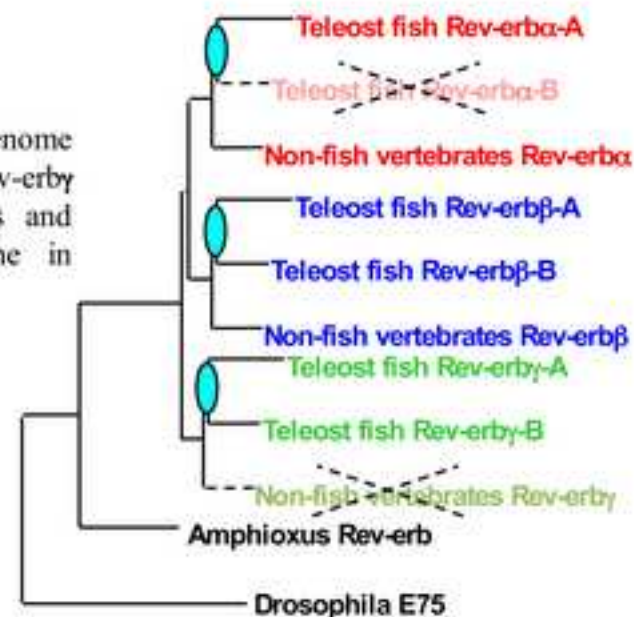 Teleost fish Rev-erbα-A
Teleost fish Rev-erbα-B
Non-fish vertebrates Rev-erbα
Teleost fish Rev-erbβ-A
Teleost fish Rev-erbβ-B
Non-fish vertebrates Rev-erbβ
Teleost fish Rev-erbγ-A
Teleost fish Rev-erbγ-B
Non-fish vertebrates Rev-erbγ
Amphioxus Rev-erb
Drosophila E75
and
in